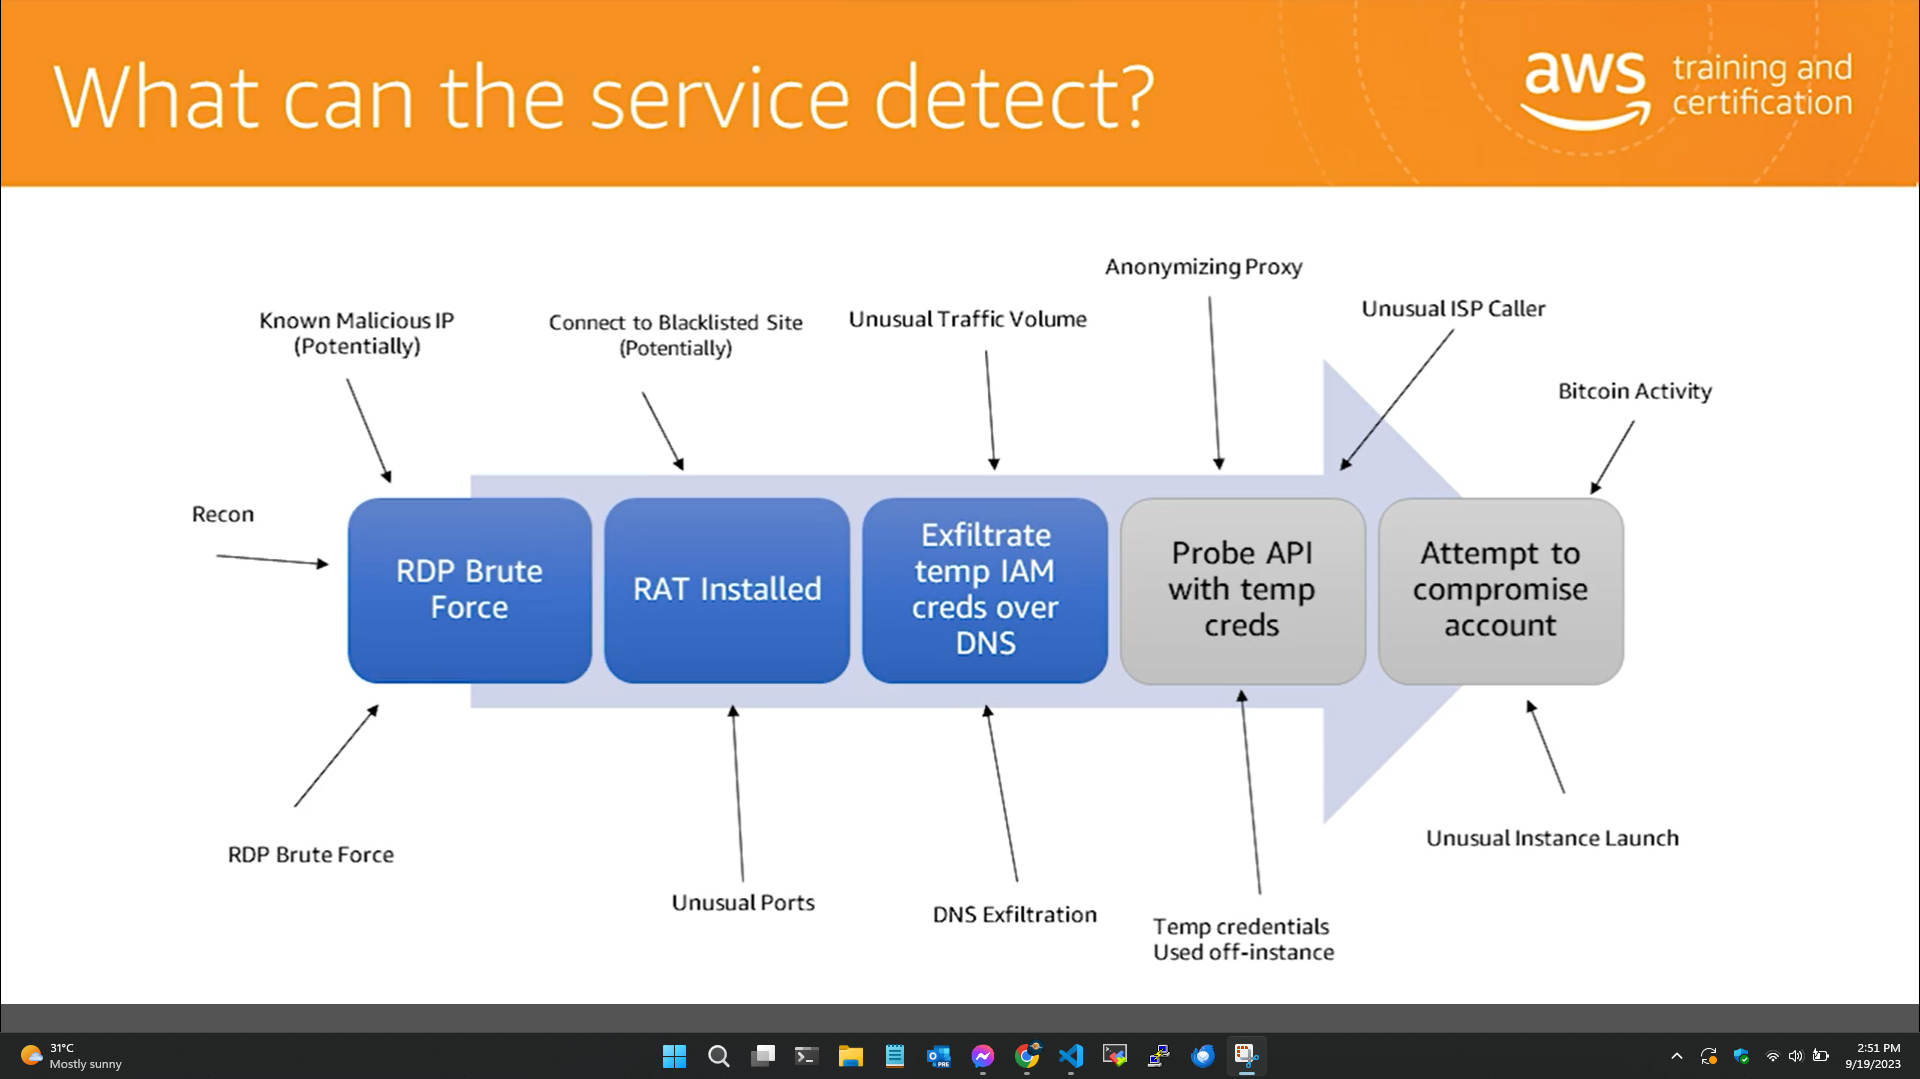 What can the service detect?
aws
training and
certification
Anonymizing Proxy
Unusual ISP Caller
Known Malicious IP
(Potentially)
Connect to Blacklisted Site
(Potentially)
Unusual Traffic Volume
Bitcoin Activity
Recon
RDP Brute
Force
RAT Installed
Exfiltrate
temp IAM
creds over
DNS
Probe API
with temp
creds
Attempt to
compromise
account
RDP Brute Force
Unusual Ports
DNS Exfiltration
Temp credentials
Used off-instance
Unusual Instance Launch
31°C
Mostly sunny
PRE
2:51 PM
9/19/2023